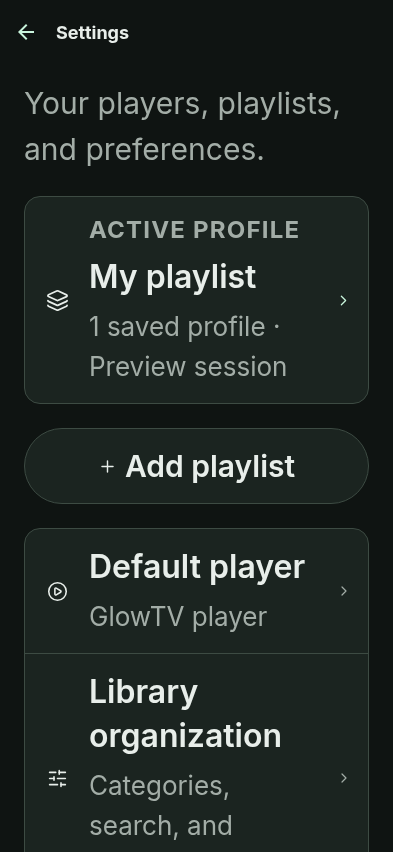 Settings
Your players, playlists,
and preferences.
ACTIVE PROFILE
My playlist
1 saved profile ·
Preview session
+ Add playlist
Default player
GlowTV player
Library
organization
Categories,
search, and